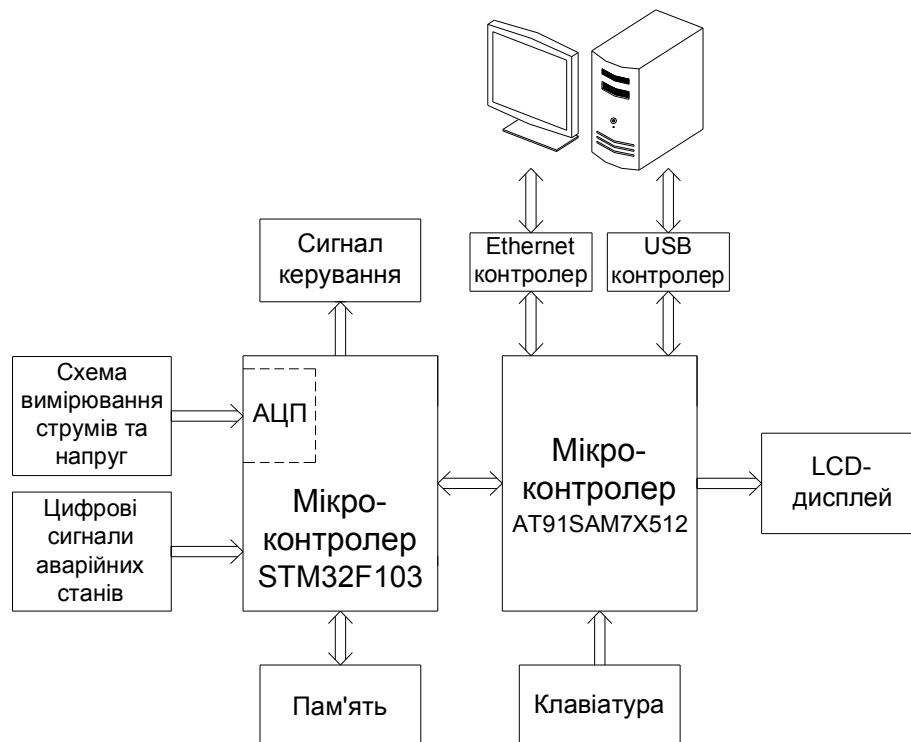 Сигнал
керування
Ethernet
контролер
USB
контролер
Схема
вимірювання
струмів та
напруг
АЦП
Мікро-
контролер
STM32F103
Мікро-
контролер
AT91SAM7X512
LCD-
дисплей
Цифрові
сигнали
аварійних
станів
Пам'ять
Клавіатура